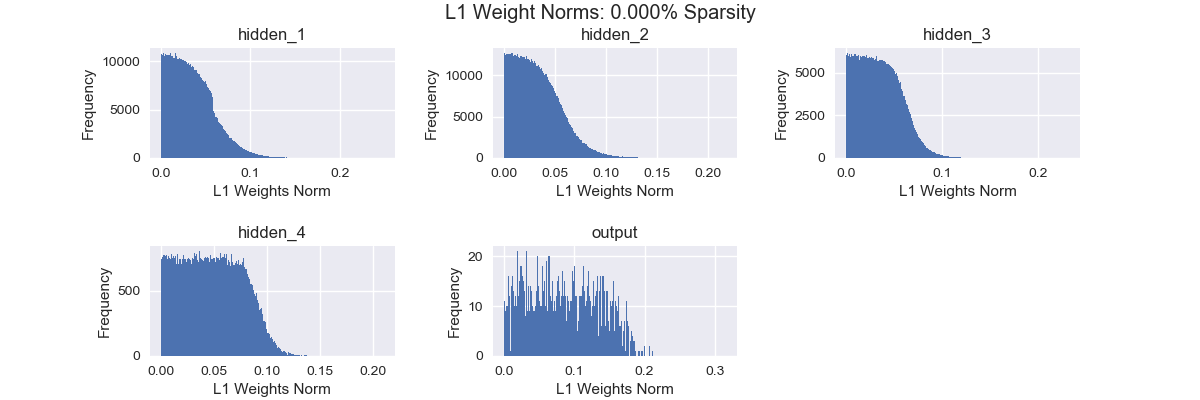 L1 Weight Norms: 0.000% Sparsity
hidden_1
hidden_2
hidden_3
10000
5000
0
Frequency
0.0 0.1 0.2
L1 Weights Norm
10000
5000
0
Frequency
0.00 0.05 0.10 0.15 0.20
L1 Weights Norm
5000
2500
0
Frequency
0.0 0.1 0.2
L1 Weights Norm
hidden_4
output
500
0
Frequency
0.00 0.05 0.10 0.15 0.20
L1 Weights Norm
20
10
0
Frequency
0.0 0.1 0.2 0.3
L1 Weights Norm